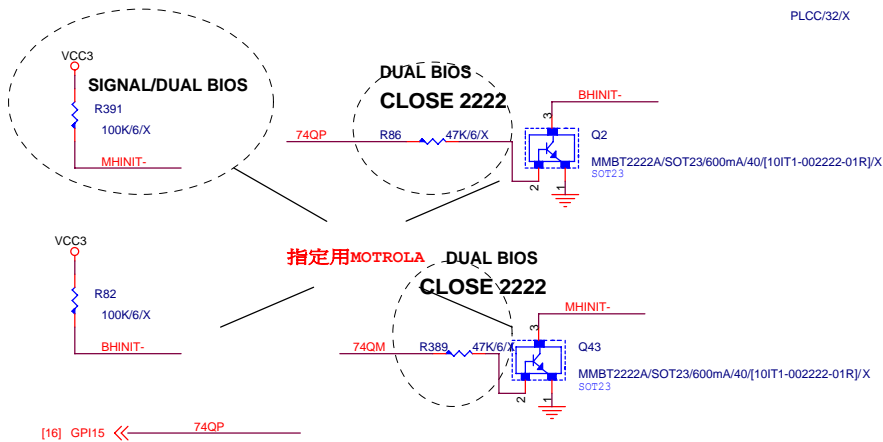 PLCC/32/X
VCC3
SIGNAL/DUAL BIOS
R391
100K/6/X
MHINIT-
DUAL BIOS
CLOSE 2222
74QP
R86
47K/6/X
BHINIT-
3
2
1
Q2
MMBT2222A/SOT23/600mA/40/[10IT1-002222-01R]/X
SOT23
指定用MOTROLA
VCC3
R82
100K/6/X
BHINIT-
DUAL BIOS
CLOSE 2222
74QM
R389
47K/6/X
MHINIT-
3
2
1
Q43
MMBT2222A/SOT23/600mA/40/[10IT1-002222-01R]/X
SOT23
[16] GPI15
74QP